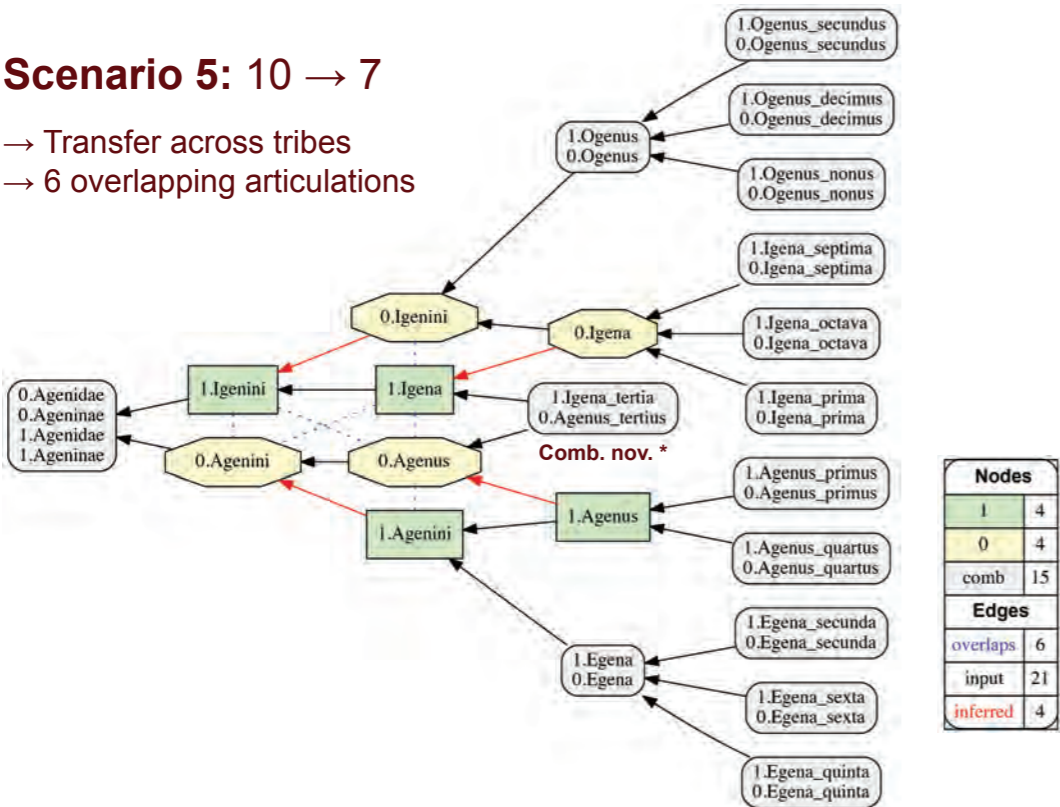 Scenario 5: 10 → 7
→ Transfer across tribes
→ 6 overlapping articulations
1.Ogenus_secundus
0.Ogenus_secundus
1.Ogenus_decimus
0.Ogenus_decimus
1.Ogenus
0.Ogenus
1.Ogenus_nonus
0.Ogenus_nonus
1.Igena_septima
0.Igena_septima
0.Igenini
0.Igena
1.Igena_octava
0.Igena_octava
0.Agenidae
0.Ageninae
1.Agenidae
1.Ageninae
1.Igenini
1.Igena
1.Igena_tertia
0.Agenus_tertius
Comb. nov. *
1.Igena_prima
0.Igena_prima
0.Agenini
0.Agenus
1.Agenus_primus
0.Agenus_primus
1.Agenini
1.Agenus
1.Agenus_quartus
0.Agenus_quartus
1.Egena_secunda
0.Egena_secunda
1.Egena
0.Egena
1.Egena_sexta
0.Egena_sexta
1.Egena_quinta
0.Egena_quinta
Nodes
1 4
0 4
comb 15
Edges
overlaps 6
input 21
inferred 4